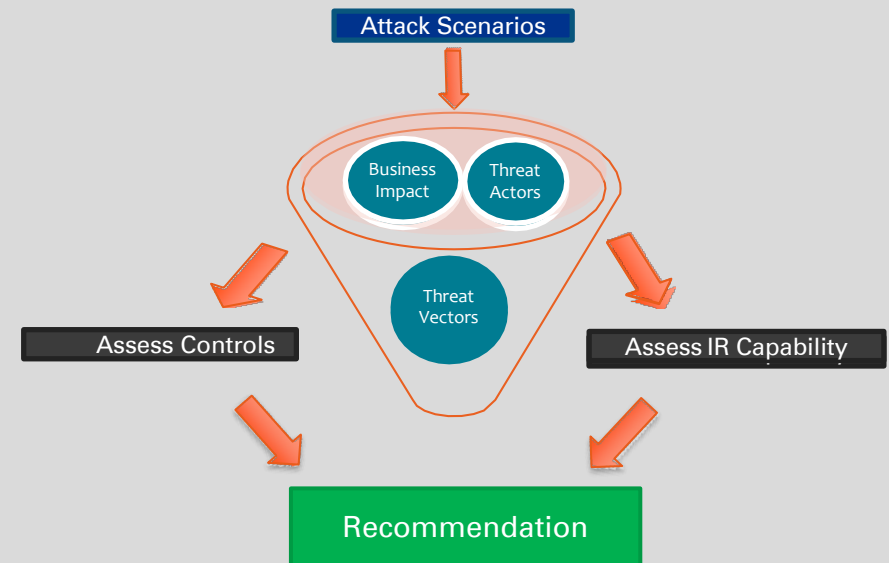 Attack Scenarios
Business
Impact
Threat
Actors
Threat
Vectors
Assess Controls
Assess IR Capability
Recommendation